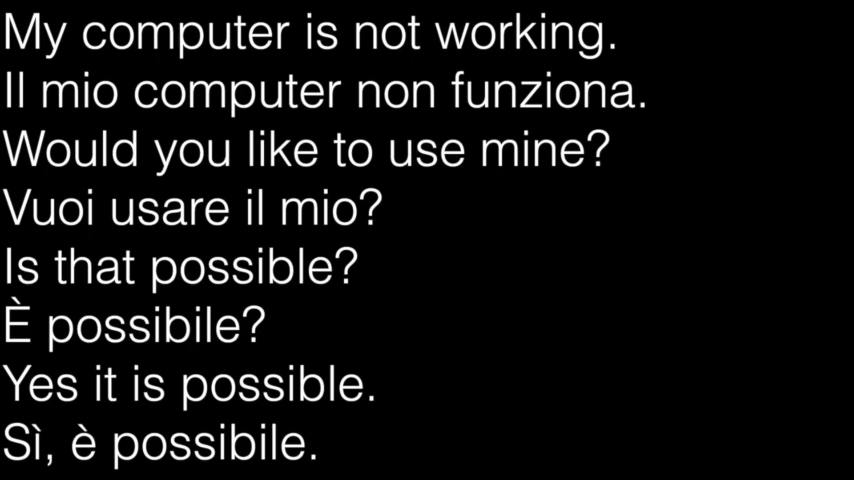 My computer is not working.
Il mio computer non funziona.
Would you like to use mine?
Vuoi usare il mio?
Is that possible?
È possibile?
Yes it is possible.
Sì, è possibile.